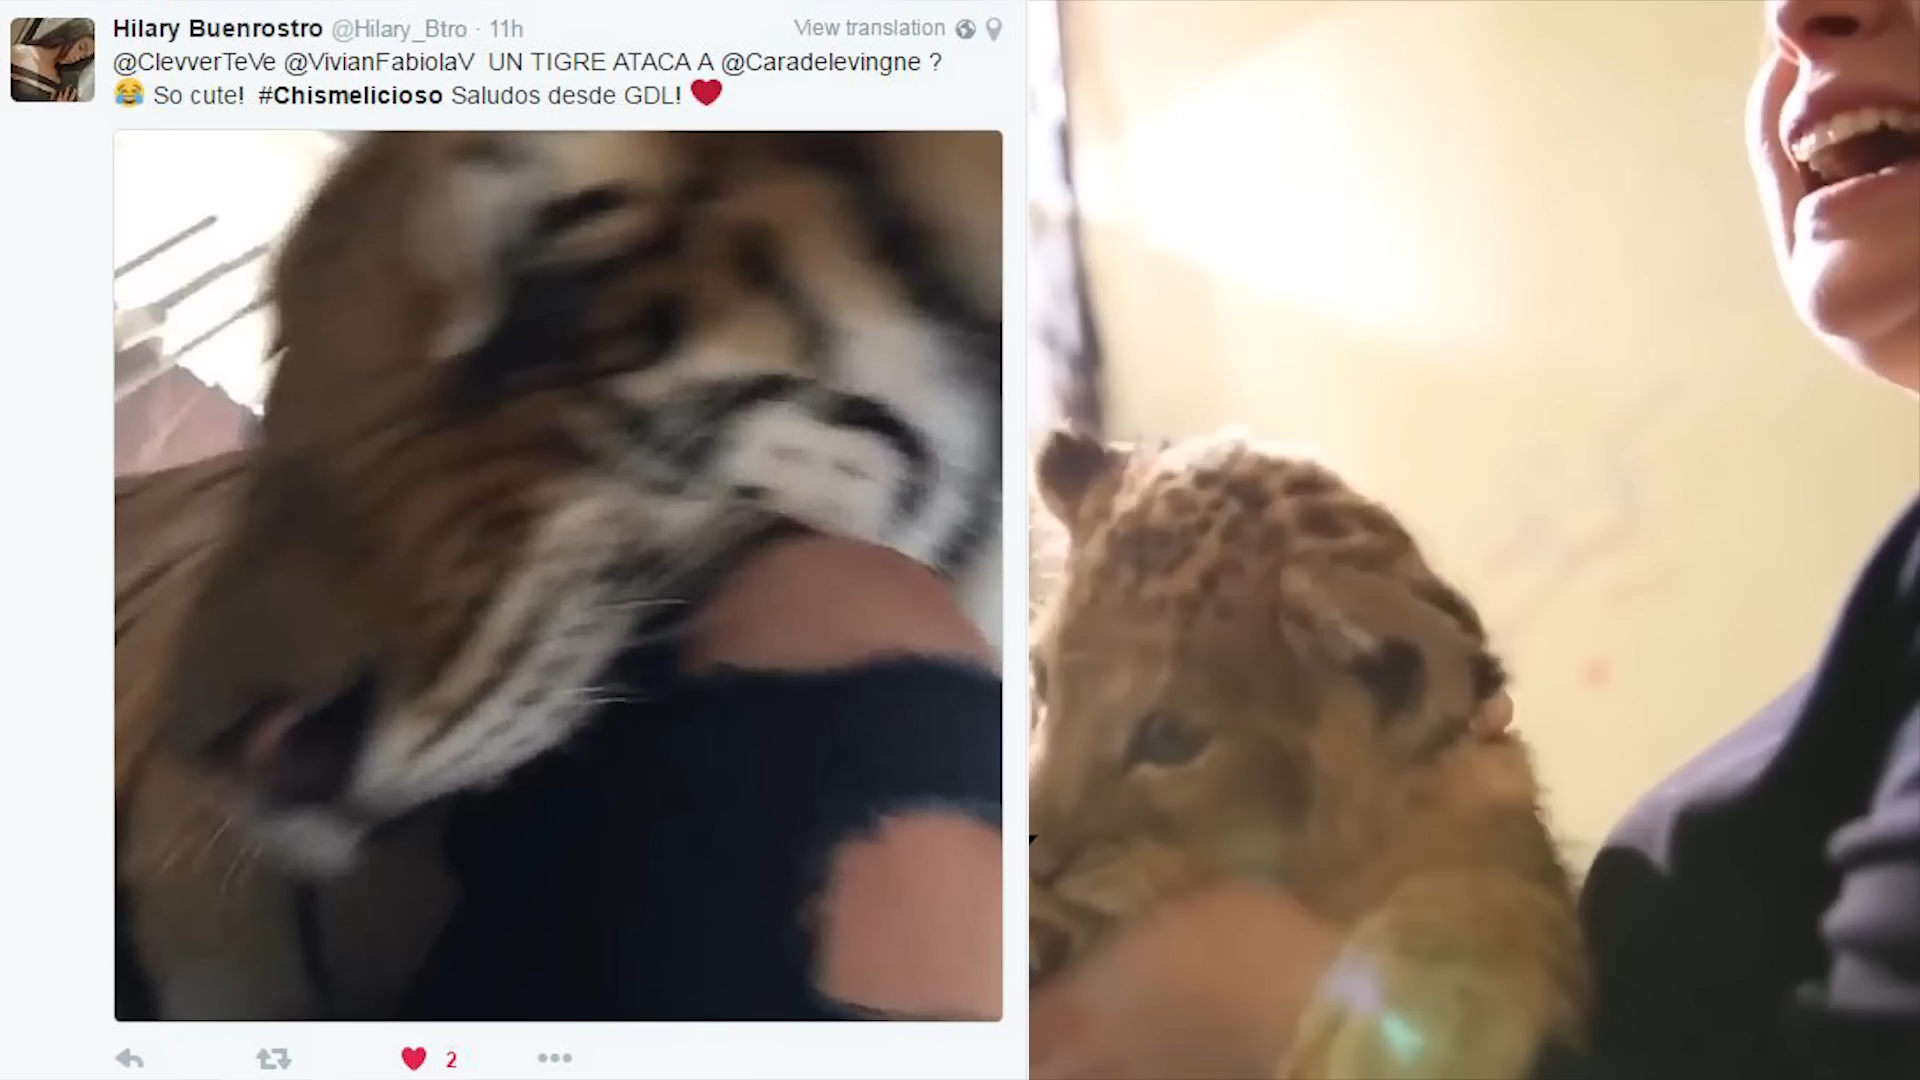 Hilary Buenrostro @Hilary_Btro · 11h View translation
@ClevverTeVe @VivianFabiolaV UN TIGRE ATACA A @Caradelevingne ?
😂 So cute! #Chismelicioso Saludos desde GDL! ❤
2